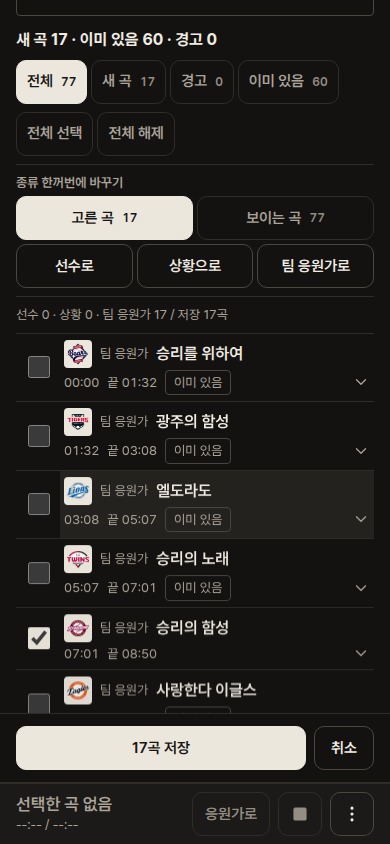 새 곡 17 · 이미 있음 60 · 경고 0
전체 77 새 곡 17 경고 0 이미 있음 60
전체 선택 전체 해제
종류 한꺼번에 바꾸기
고른 곡 17 보이는 곡 77
선수로 상황으로 팀 응원가로
선수 0 · 상황 0 · 팀 응원가 17 / 저장 17곡
팀 응원가 승리를 위하여
00:00 끝 01:32 이미 있음
TIGERS 팀 응원가 광주의 함성
01:32 끝 03:08 이미 있음
Lions 팀 응원가 엘도라도
03:08 끝 05:07 이미 있음
TWINS 팀 응원가 승리의 노래
05:07 끝 07:01 이미 있음
팀 응원가 승리의 함성
07:01 끝 08:50
Eagles 팀 응원가 사랑한다 이글스
17곡 저장 취소
선택한 곡 없음
--:-- / --:--
응원가로